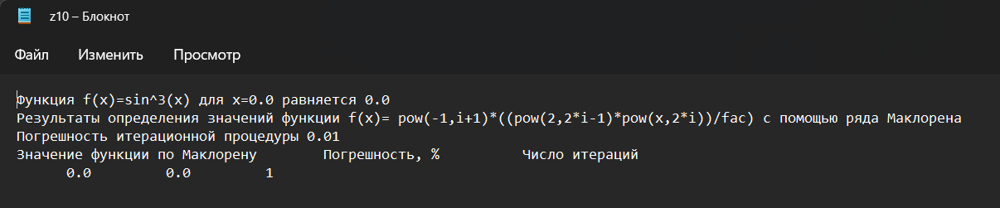 z10 – Блокнот
Файл Изменить Просмотр
Функция f(x)=sin^3(x) для x=0.0 равняется 0.0
Результаты определения значений функции f(x)= pow(-1,i+1)*((pow(2,2*i-1)*pow(x,2*i))/fac) с помощью ряда Маклорена
Погрешность итерационной процедуры 0.01
Значение функции по Маклорену Погрешность, % Число итераций
0.0 0.0 1